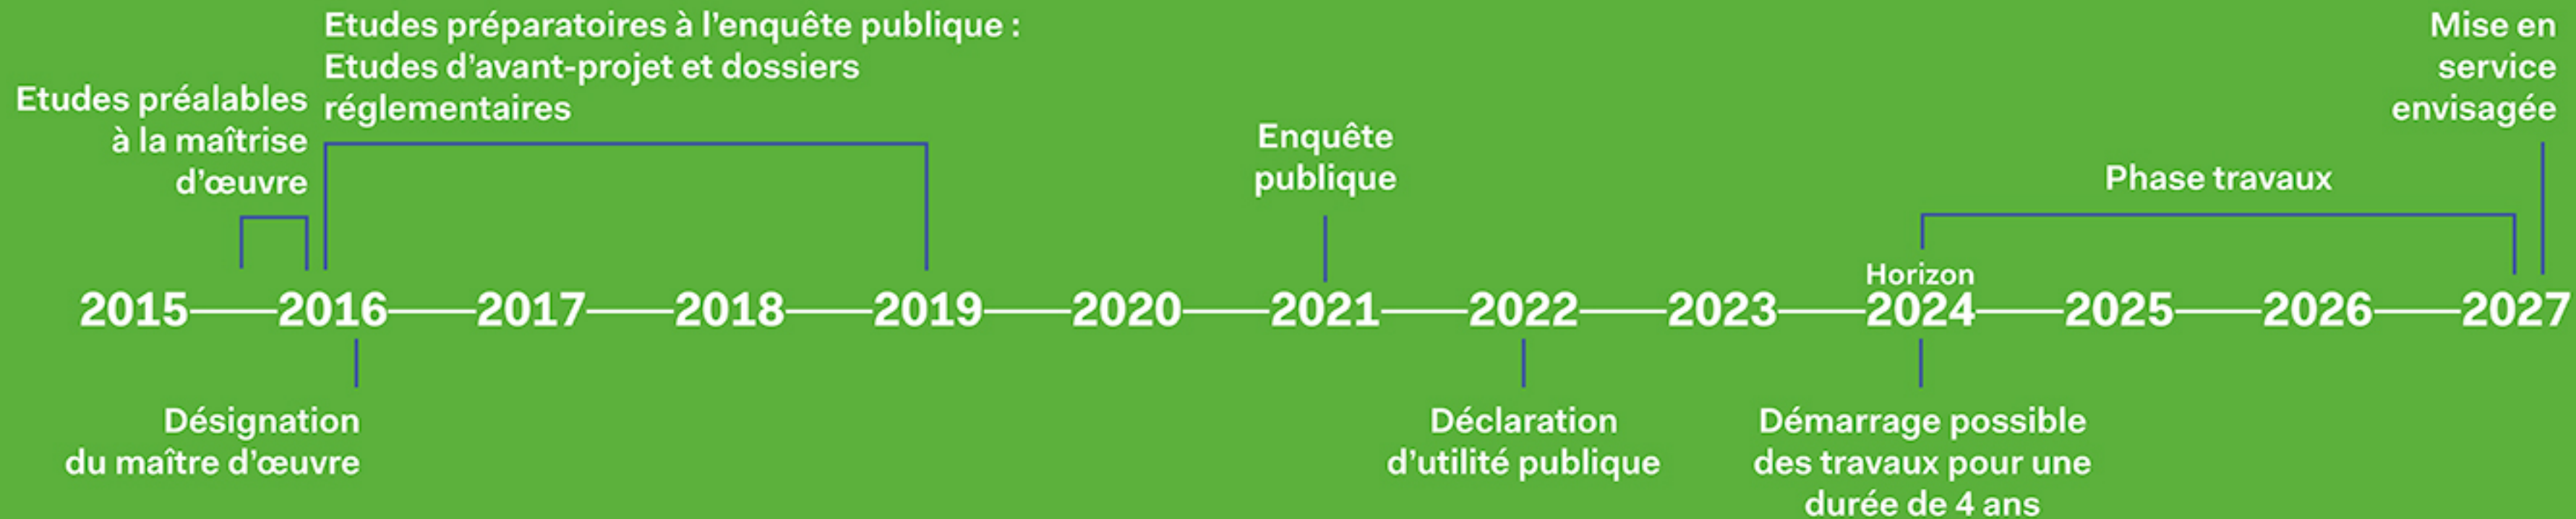 Etudes préalables
à la maîtrise
d’œuvre
Etudes préparatoires à l’enquête publique :
Etudes d’avant-projet et dossiers
réglementaires
Enquête
publique
Phase travaux
Mise en
service
envisagée
Horizon
2015 2016 2017 2018 2019 2020 2021 2022 2023 2024 2025 2026 2027
Désignation
du maître d’œuvre
Déclaration
d’utilité publique
Démarrage possible
des travaux pour une
durée de 4 ans